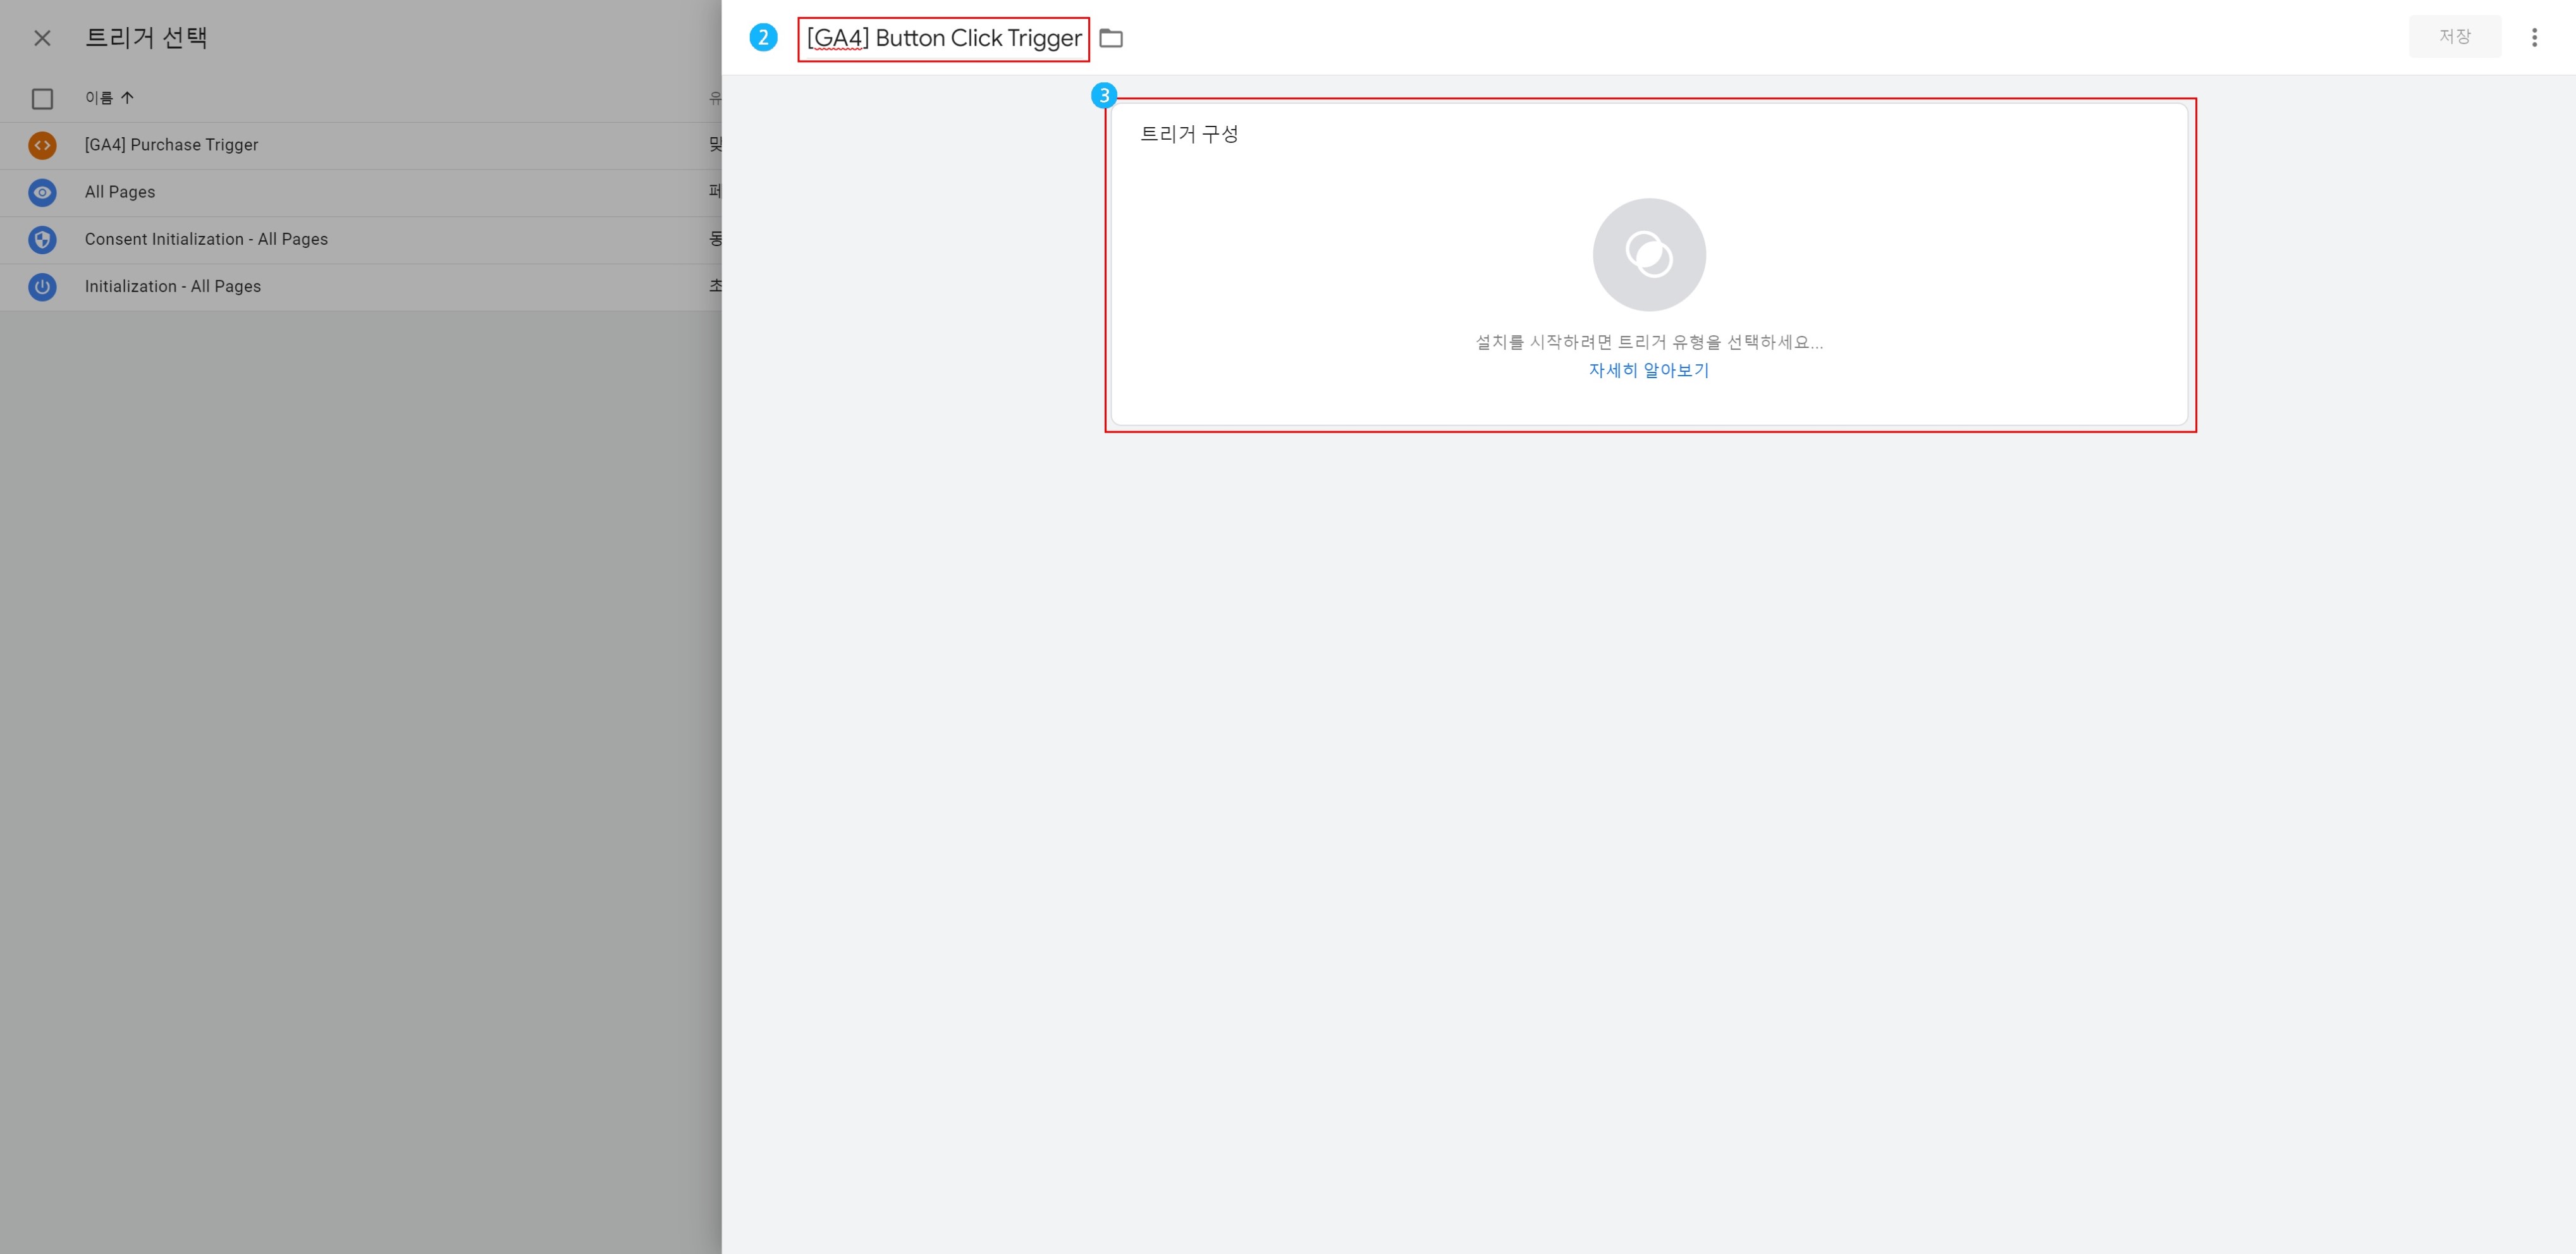 트리거 선택
이름
유
[GA4] Purchase Trigger
맞
All Pages
페
Consent Initialization - All Pages
동
Initialization - All Pages
초
2
[GA4] Button Click Trigger
저장
3
트리거 구성
설치를 시작하려면 트리거 유형을 선택하세요...
자세히 알아보기